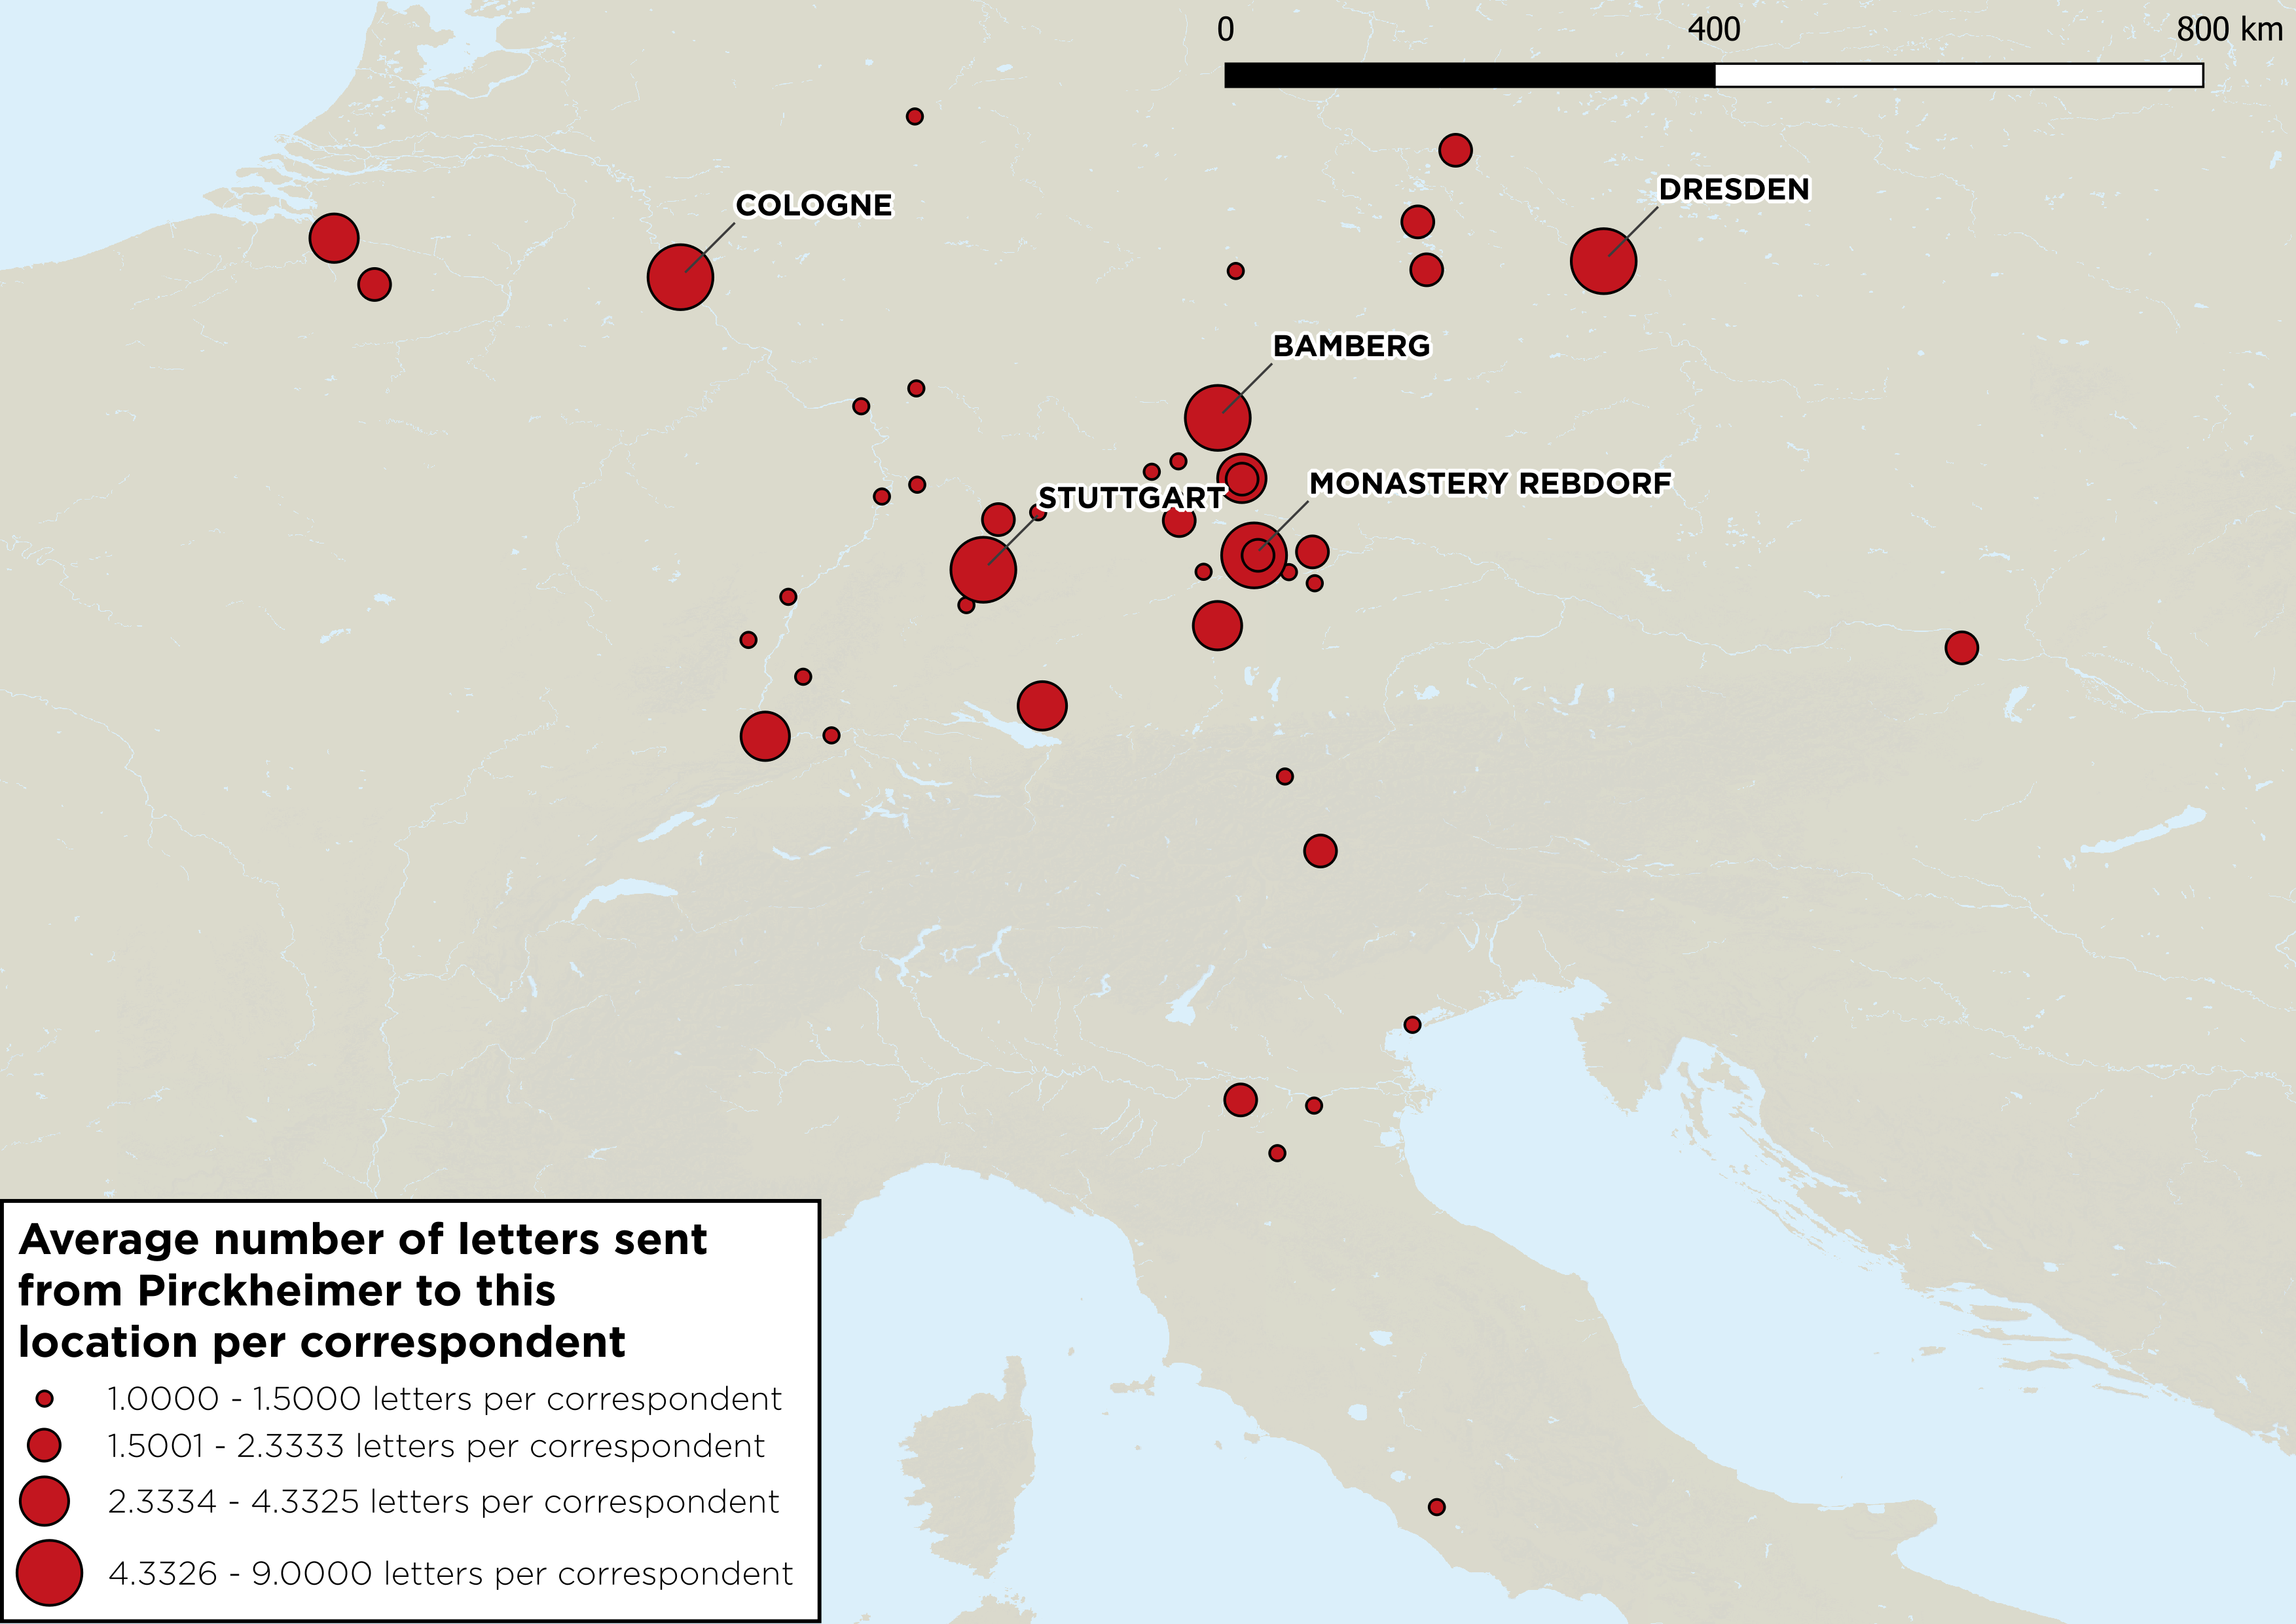 0 400 800 km
DRESDEN
COLOGNE
BAMBERG
MONASTERY REBDORF
STUTTGART
Average number of letters sent
from Pirckheimer to this
location per correspondent
1.0000 - 1.5000 letters per correspondent
1.5001 - 2.3333 letters per correspondent
2.3334 - 4.3325 letters per correspondent
4.3326 - 9.0000 letters per correspondent